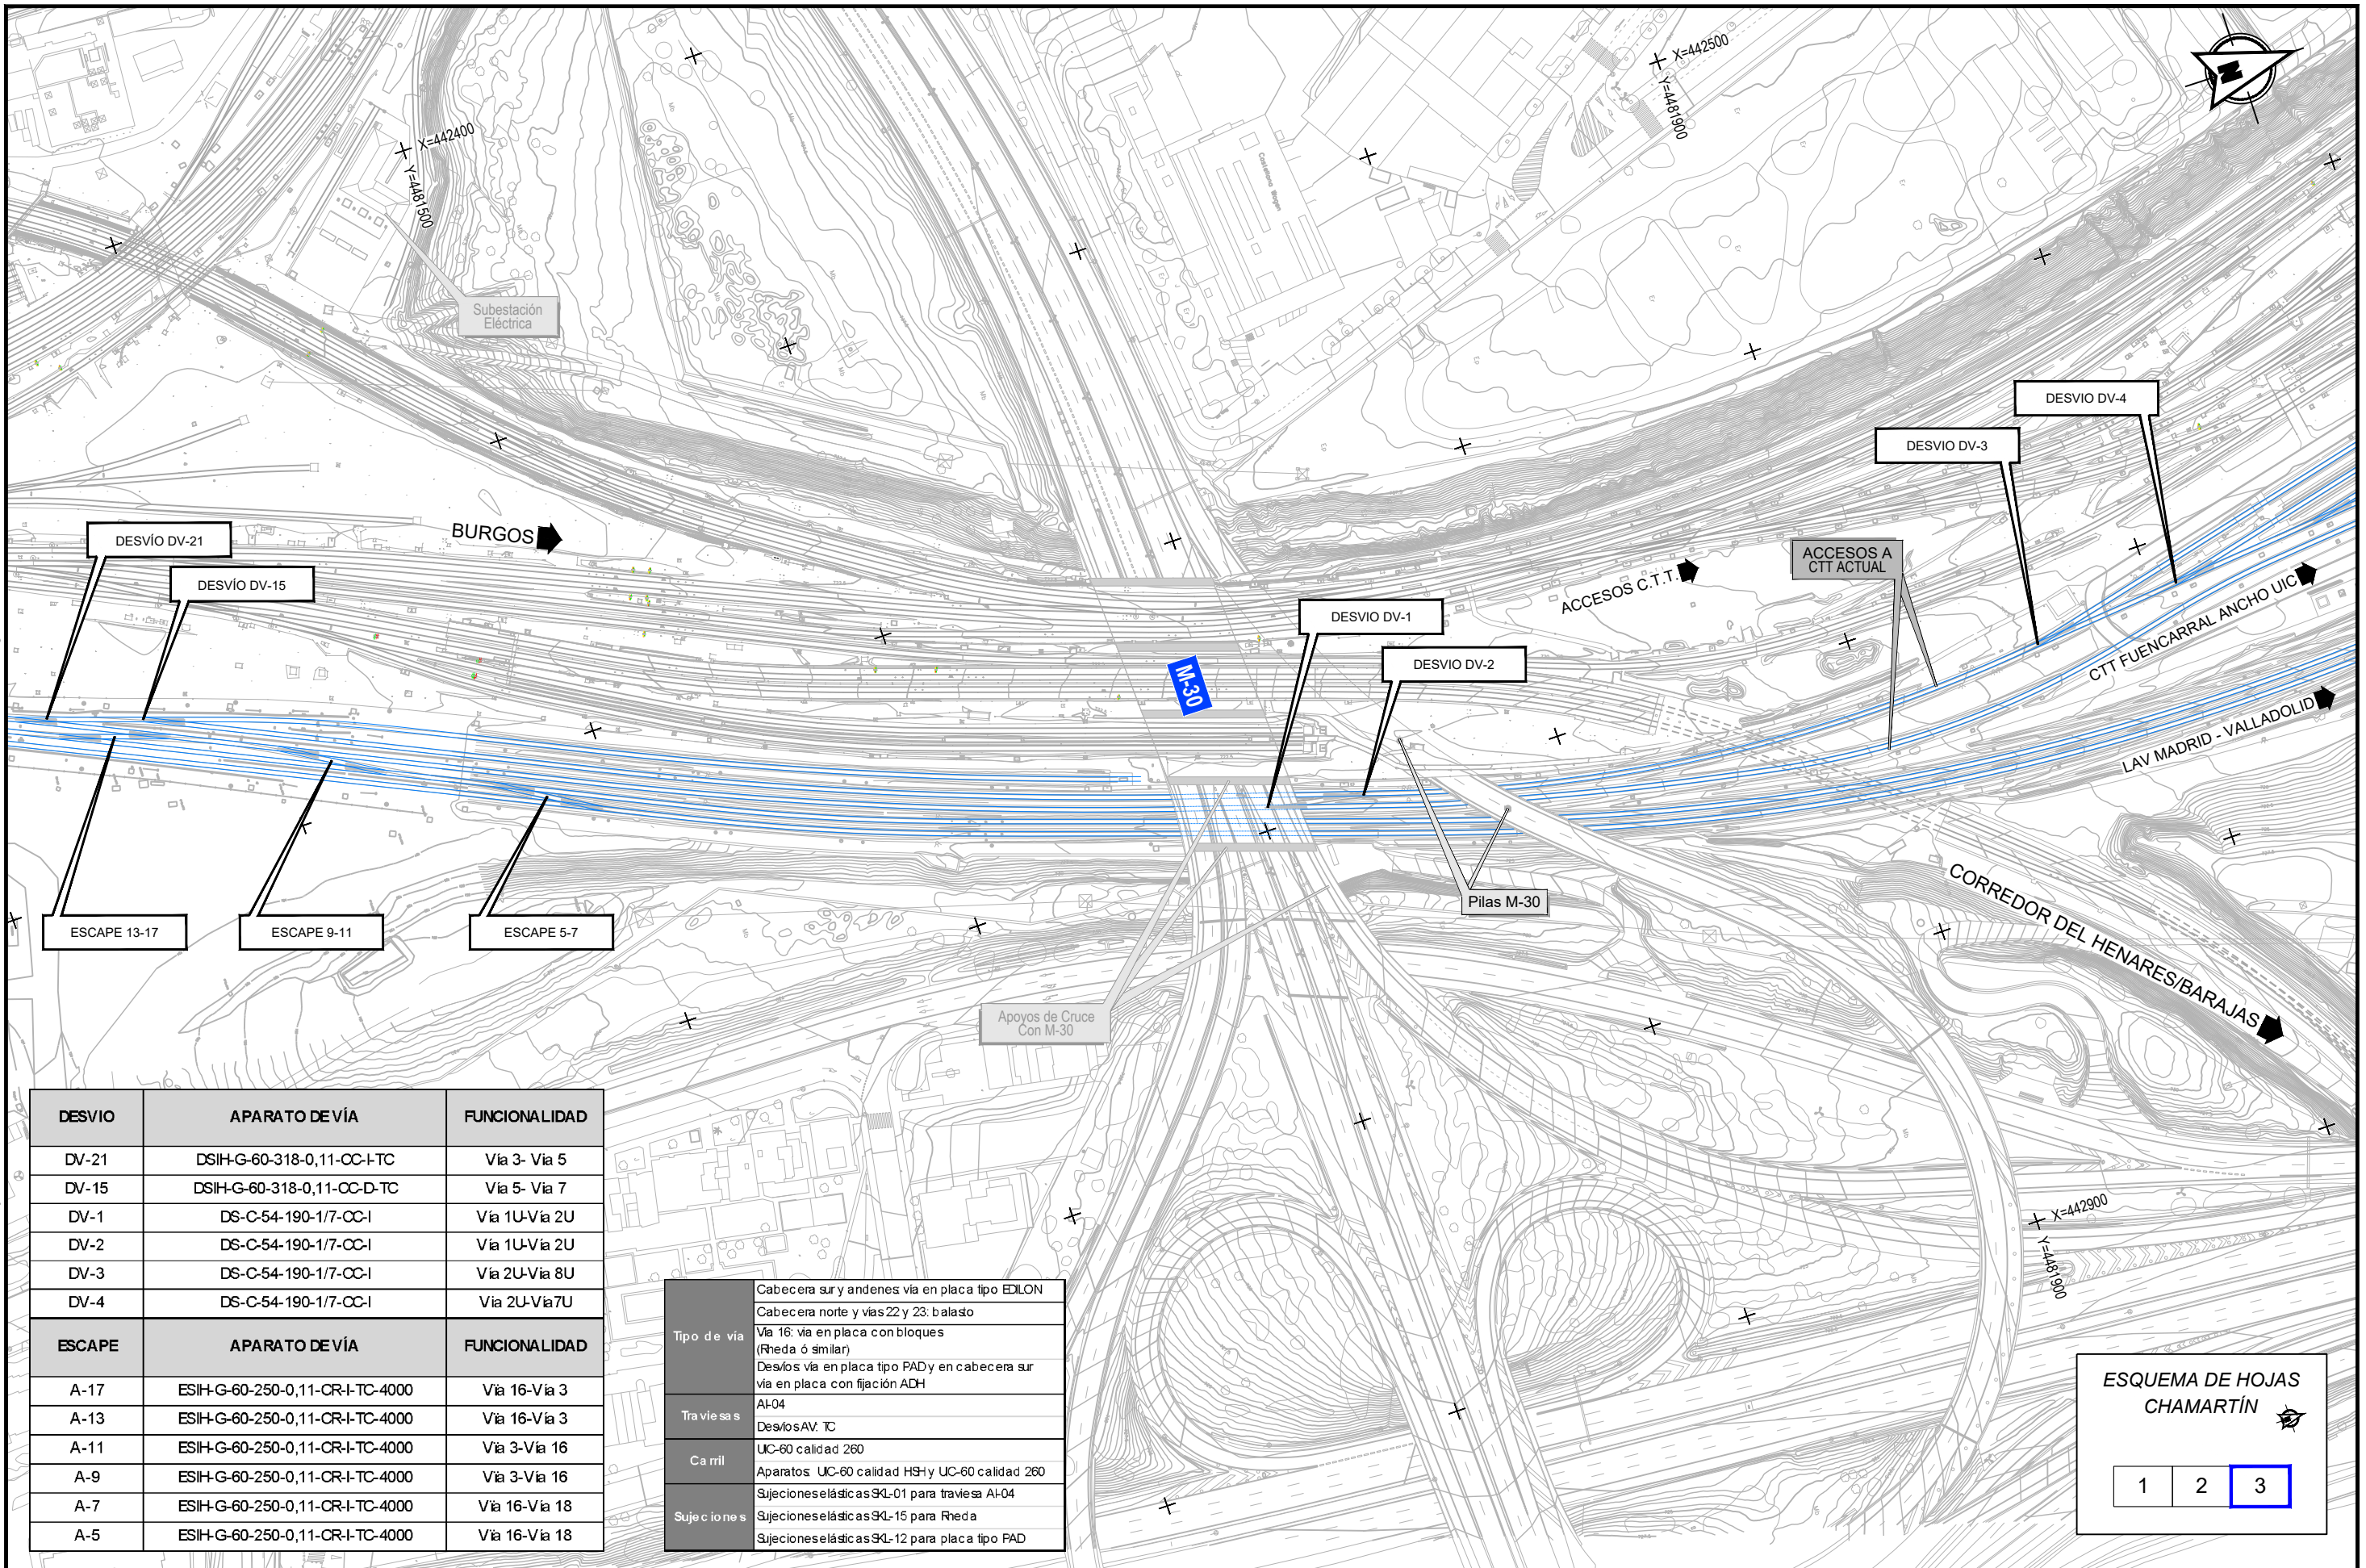 X=442500
Y=4481900
X=442400
Y=4481500
N
Castellana Wagen
Subestación
Eléctrica
DESVIO DV-4
DESVIO DV-3
BURGOS
DESVÍO DV-21
DESVÍO DV-15
ACCESOS A
CTT ACTUAL
ACCESOS C.T.T.
DESVIO DV-1
DESVIO DV-2
CTT FUENCARRAL ANCHO UIC
M-30
LAV MADRID - VALLADOLID
Pilas M-30
CORREDOR DEL HENARES/BARAJAS
ESCAPE 13-17
ESCAPE 9-11
ESCAPE 5-7
Apoyos de Cruce
Con M-30
X=442900
Y=4481900
DESVIO APARATO DE VÍA FUNCIONALIDAD
DV-21 DSIH-G-60-318-0,11-CC-I-TC Vía 3- Vía 5
DV-15 DSIH-G-60-318-0,11-CC-D-TC Vía 5- Vía 7
DV-1 DS-C-54-190-1/7-CC-I Vía 1U-Vía 2U
DV-2 DS-C-54-190-1/7-CC-I Vía 1U-Vía 2U
DV-3 DS-C-54-190-1/7-CC-I Vía 2U-Vía 8U
DV-4 DS-C-54-190-1/7-CC-I Vía 2U-Vía7U
ESCAPE APARATO DE VÍA FUNCIONALIDAD
A-17 ESIH-G-60-250-0,11-CR-I-TC-4000 Vía 16-Vía 3
A-13 ESIH-G-60-250-0,11-CR-I-TC-4000 Vía 16-Vía 3
A-11 ESIH-G-60-250-0,11-CR-I-TC-4000 Vía 3-Vía 16
A-9 ESIH-G-60-250-0,11-CR-I-TC-4000 Vía 3-Vía 16
A-7 ESIH-G-60-250-0,11-CR-I-TC-4000 Vía 16-Vía 18
A-5 ESIH-G-60-250-0,11-CR-I-TC-4000 Vía 16-Vía 18
Tipo de vía
Cabecera sur y andenes: vía en placa tipo EDILON
Cabecera norte y vías 22 y 23: balasto
Vía 16: vía en placa con bloques
(Rheda ó similar)
Desvíos: vía en placa tipo PAD y en cabecera sur
vía en placa con fijación ADH
Traviesas
AI-04
Desvíos AV: TC
Carril
UIC-60 calidad 260
Aparatos: UIC-60 calidad HSH y UIC-60 calidad 260
Sujeciones
Sujeciones elásticas SKL-01 para traviesa AI-04
Sujeciones elásticas SKL-15 para Rheda
Sujeciones elásticas SKL-12 para placa tipo PAD
ESQUEMA DE HOJAS
CHAMARTÍN
1 2 3